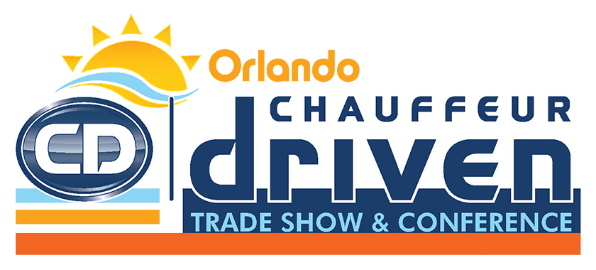 Orlando
CD
CHAUFFEUR
driven
TRADE SHOW & CONFERENCE